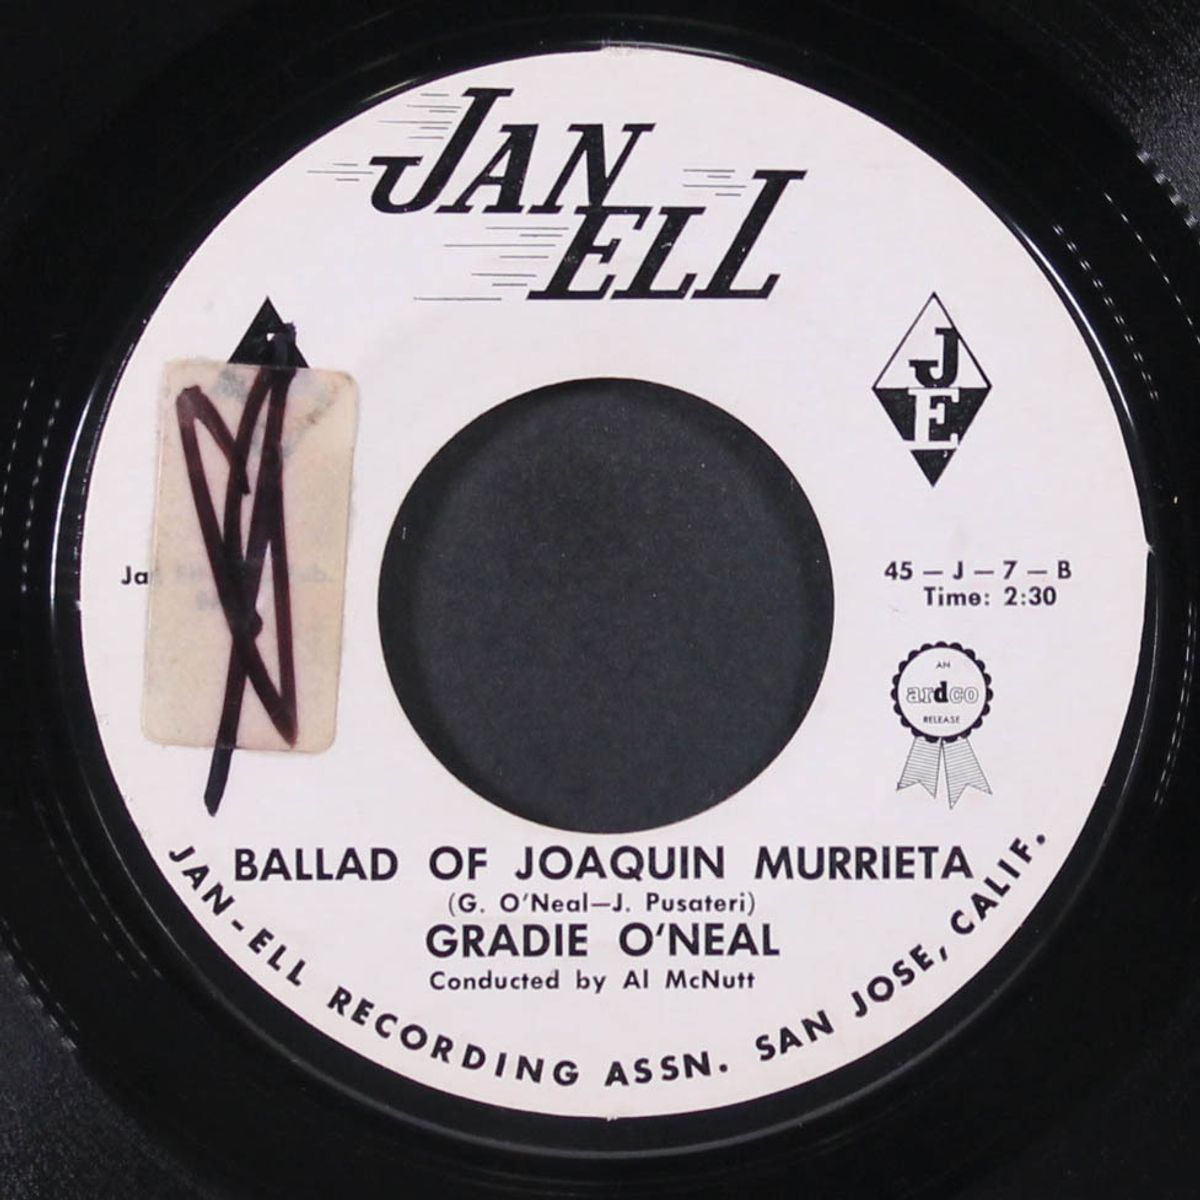 JAN
ELL
J
E
45 – J – 7 – B
Time: 2:30
AN
ardco
RELEASE
BALLAD OF JOAQUIN MURRIETA
(G. O'Neal—J. Pusateri)
GRADIE O'NEAL
Conducted by Al McNutt
JAN-ELL RECORDING ASSN. SAN JOSE, CALIF.